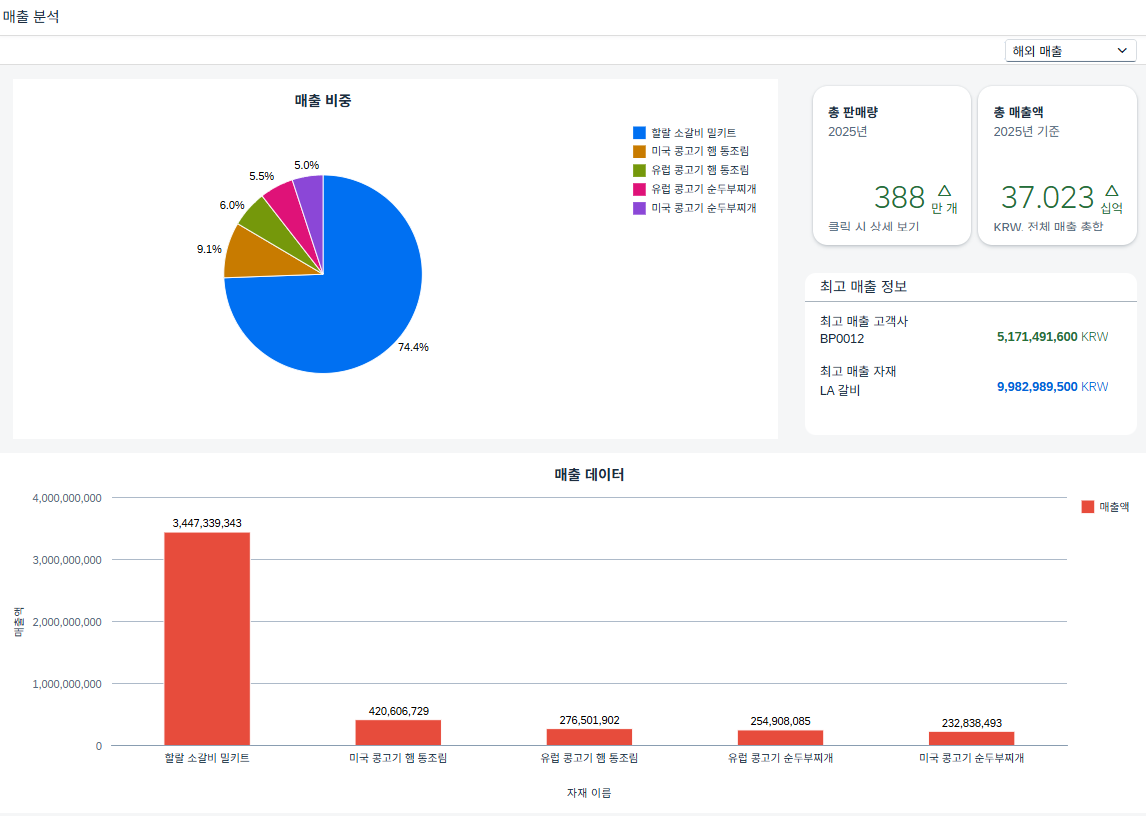 매출 분석
해외 매출
매출 비중
할랄 소갈비 밀키트
미국 콩고기 햄 통조림
유럽 콩고기 햄 통조림
유럽 콩고기 순두부찌개
미국 콩고기 순두부찌개
5.0%
5.5%
6.0%
9.1%
74.4%
총 판매량
2025년
388
만 개
클릭 시 상세 보기
총 매출액
2025년 기준
37.023
십억
KRW, 전체 매출 총합
최고 매출 정보
최고 매출 고객사
BP0012
5,171,491,600 KRW
최고 매출 자재
LA 갈비
9,982,989,500 KRW
매출 데이터
매출액
4,000,000,000
3,000,000,000
2,000,000,000
1,000,000,000
0
매출액
3,447,339,343
420,606,729
276,501,902
254,908,085
232,838,493
할랄 소갈비 밀키트
미국 콩고기 햄 통조림
유럽 콩고기 햄 통조림
유럽 콩고기 순두부찌개
미국 콩고기 순두부찌개
자재 이름